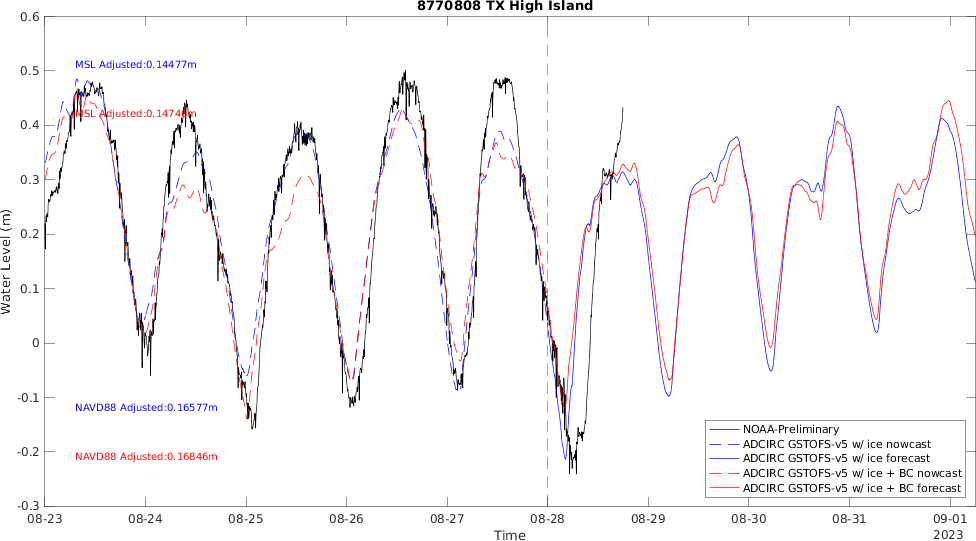 8770808 TX High Island
0.6
0.5
0.4
0.3
0.2
0.1
0
-0.1
-0.2
-0.3
Water Level (m)
MSL Adjusted:0.14477m
MSL Adjusted:0.14748m
NAVD88 Adjusted:0.16577m
NAVD88 Adjusted:0.16846m
NOAA-Preliminary
ADCIRC GSTOFS-v5 w/ ice nowcast
ADCIRC GSTOFS-v5 w/ ice forecast
ADCIRC GSTOFS-v5 w/ ice + BC nowcast
ADCIRC GSTOFS-v5 w/ ice + BC forecast
08-23 08-24 08-25 08-26 08-27 08-28 08-29 08-30 08-31 09-01
2023
Time